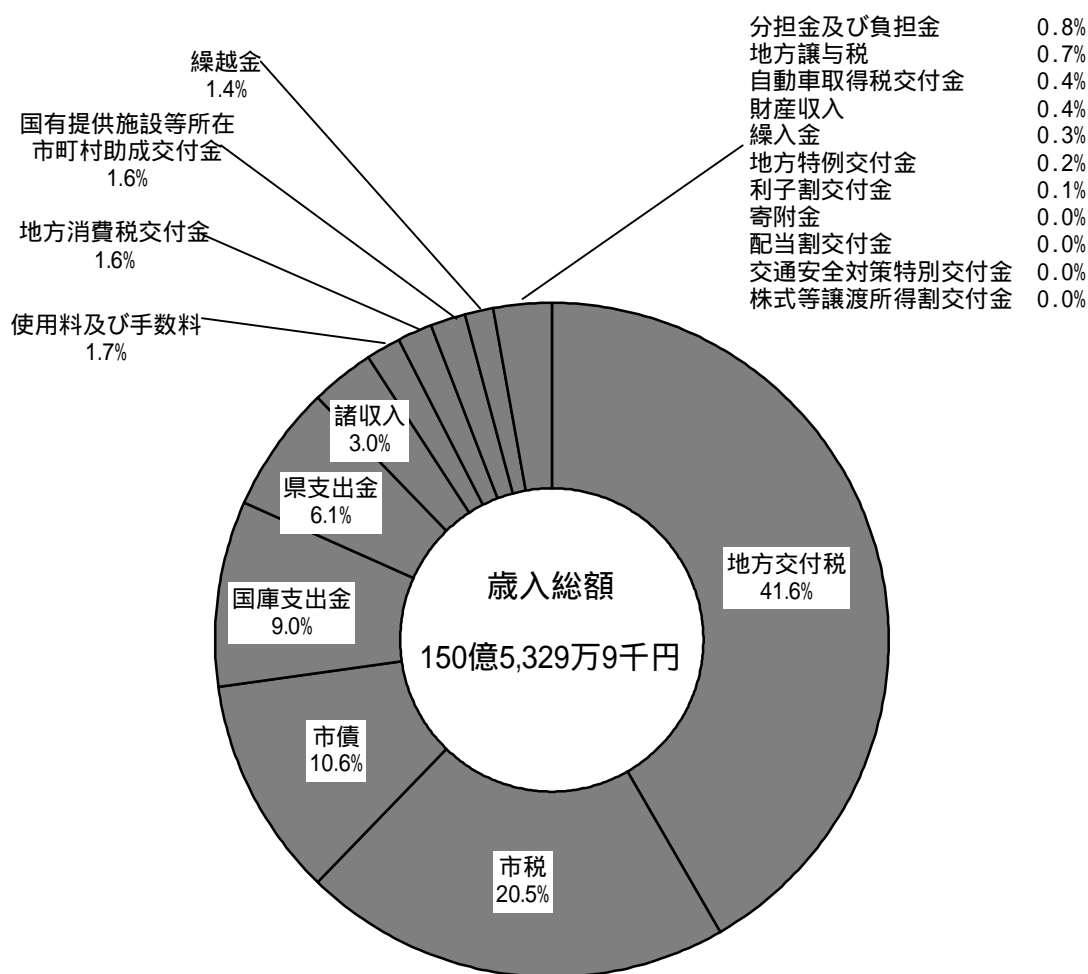 分担金及び負担金 0.8%
地方譲与税 0.7%
自動車取得税交付金 0.4%
財産収入 0.4%
繰入金 0.3%
地方特例交付金 0.2%
利子割交付金 0.1%
寄附金 0.0%
配当割交付金 0.0%
交通安全対策特別交付金 0.0%
株式等譲渡所得割交付金 0.0%
繰越金
1.4%
国有提供施設等所在
市町村助成交付金
1.6%
地方消費税交付金
1.6%
使用料及び手数料
1.7%
諸収入
3.0%
県支出金
6.1%
国庫支出金
9.0%
市債
10.6%
市税
20.5%
地方交付税
41.6%
歳入総額
150億5,329万9千円